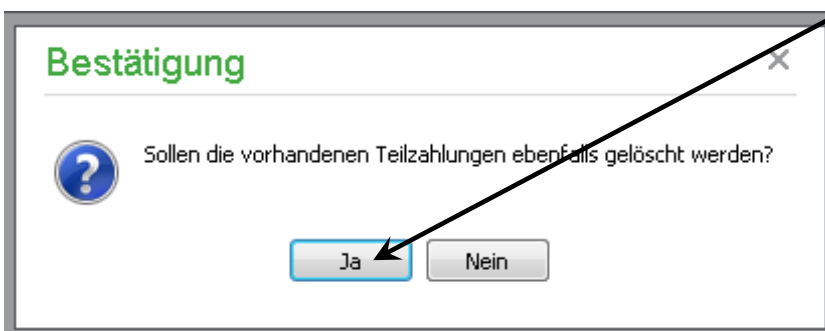 Bestätigung
Sollen die vorhandenen Teilzahlungen ebenfalls gelöscht werden?
Ja
Nein